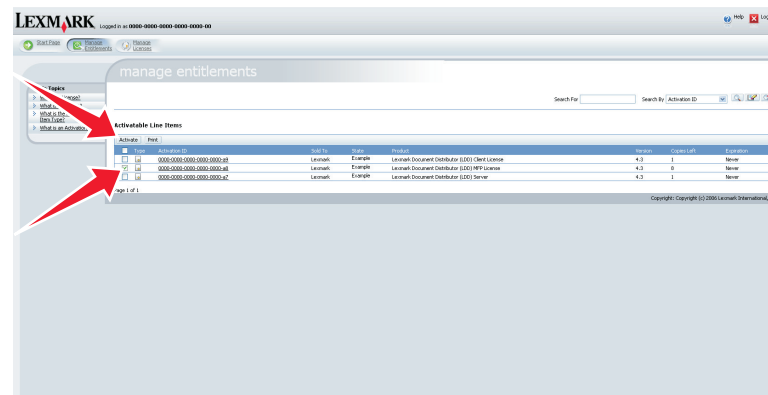 LEXMARK Logged in as 0000-0000-0000-0000-0000-00 Help
Start Page Manage Entitlements Manage Licenses
manage entitlements
Topics
What is the
Item Type?
What is an
Search For Search By Activation ID
Activatable Line Items
Activate Print
Type Activation ID Sold To State Product Version Copies Left Expiration
0000-0000-0000-0000-0000-a9 Lexmark Example Lexmark Document Distributor (LDD) Client License 4.3 1 Never
0000-0000-0000-0000-0000-a8 Lexmark Example Lexmark Document Distributor (LDD) MFP License 4.3 8 Never
0000-0000-0000-0000-0000-a7 Lexmark Example Lexmark Document Distributor (LDD) Server 4.3 1 Never
1 of 1
Copyright: Copyright (c) 2006 Lexmark International,